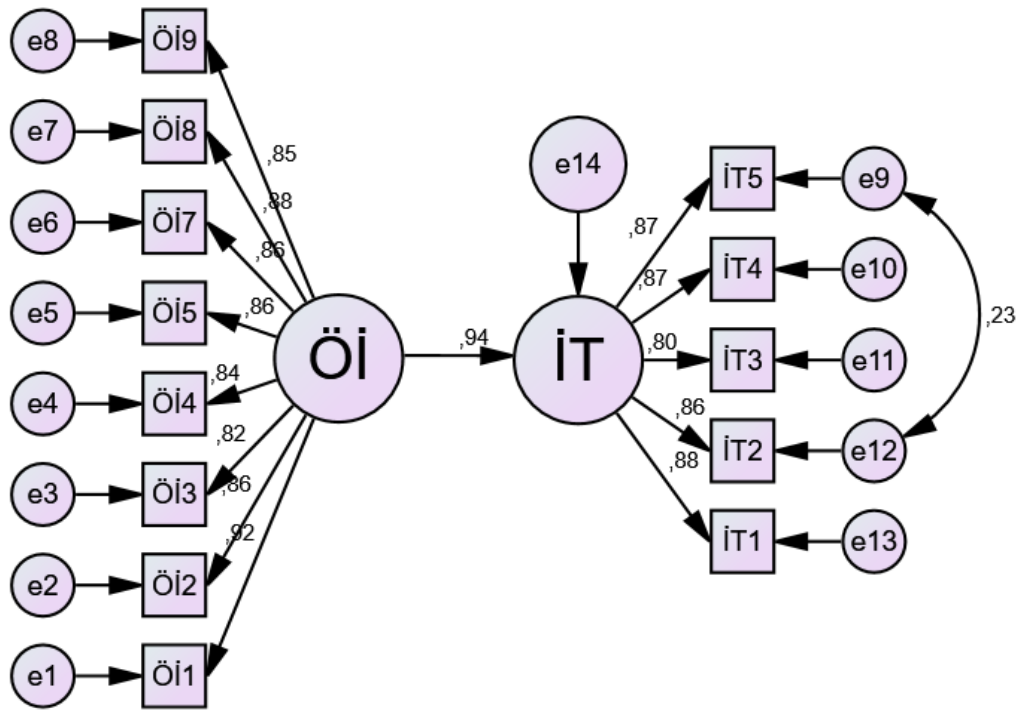 e8
Öİ9
e7
Öİ8
e6
Öİ7
e5
Öİ5
e4
Öİ4
e3
Öİ3
e2
Öİ2
e1
Öİ1
,85
,88
,86
,86
,84
,82
,86
,92
Öİ
,94
İT
e14
,87
,87
,80
,86
,88
İT5
e9
İT4
e10
İT3
e11
İT2
e12
İT1
e13
,23